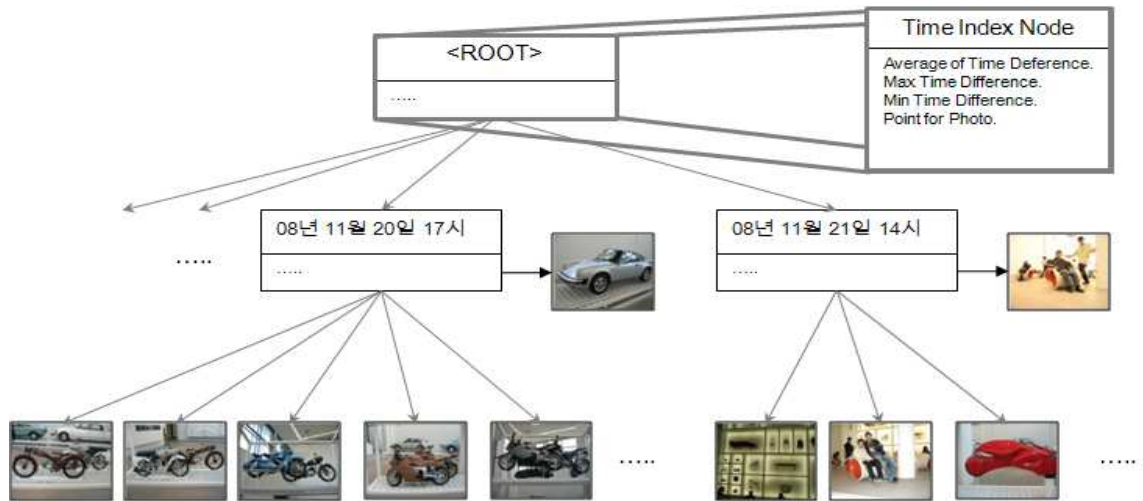 <ROOT>
.....
Time Index Node
Average of Time Deference.
Max Time Difference.
Min Time Difference.
Point for Photo.
.....
08년 11월 20일 17시
.....
08년 11월 21일 14시
.....
.....
.....